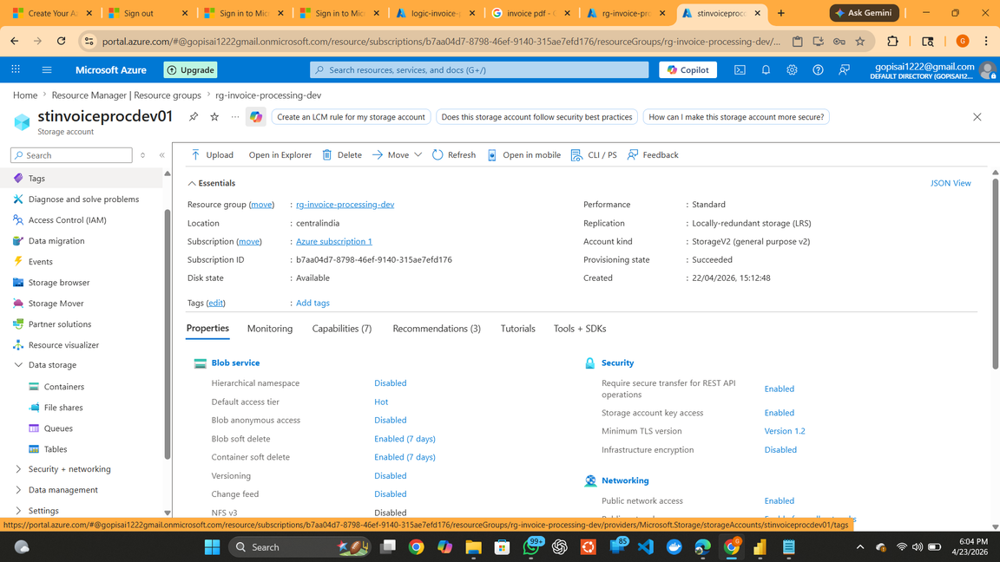 Create Your A
Sign out
Sign in to Mic
Sign in to Mic
logic-invoice-
invoice pdf - G
rg-invoice-pro
stinvoiceproc
Ask Gemini
portal.azure.com/#@gopisai1222gmail.onmicrosoft.com/resource/subscriptions/b7aa04d7-8798-46ef-9140-315ae7efd176/resourceGroups/rg-invoice-processing-dev/...
G
Microsoft Azure
Upgrade
Search resources, services, and docs (G+/)
Copilot
gopisai1222@gmail.com
DEFAULT DIRECTORY (GOPISAI12...
Home > Resource Manager | Resource groups > rg-invoice-processing-dev
stinvoiceprocdev01
Storage account
Create an LCM rule for my storage account
Does this storage account follow security best practices
How can I make this storage account more secure?
Search
Tags
Diagnose and solve problems
Access Control (IAM)
Data migration
Events
Storage browser
Storage Mover
Partner solutions
Resource visualizer
Data storage
Containers
File shares
Queues
Tables
Security + networking
Data management
Settings
Upload
Open in Explorer
Delete
Move
Refresh
Open in mobile
CLI / PS
Feedback
Essentials
JSON View
Resource group (move) : rg-invoice-processing-dev
Location : centralindia
Subscription (move) : Azure subscription 1
Subscription ID : b7aa04d7-8798-46ef-9140-315ae7efd176
Disk state : Available
Performance : Standard
Replication : Locally-redundant storage (LRS)
Account kind : StorageV2 (general purpose v2)
Provisioning state : Succeeded
Created : 22/04/2026, 15:12:48
Tags (edit) : Add tags
Properties
Monitoring
Capabilities (7)
Recommendations (3)
Tutorials
Tools + SDKs
Blob service
Hierarchical namespace Disabled
Default access tier Hot
Blob anonymous access Disabled
Blob soft delete Enabled (7 days)
Container soft delete Enabled (7 days)
Versioning Disabled
Change feed Disabled
NFS v3 Disabled
Security
Require secure transfer for REST API
operations
Enabled
Storage account key access Enabled
Minimum TLS version Version 1.2
Infrastructure encryption Disabled
Networking
Public network access Enabled
https://portal.azure.com/#@gopisai1222gmail.onmicrosoft.com/resource/subscriptions/b7aa04d7-8798-46ef-9140-315ae7efd176/resourceGroups/rg-invoice-processing-dev/providers/Microsoft.Storage/storageAccounts/stinvoiceprocdev01/tags
Search
99+
85
G
6:04 PM
4/23/2026